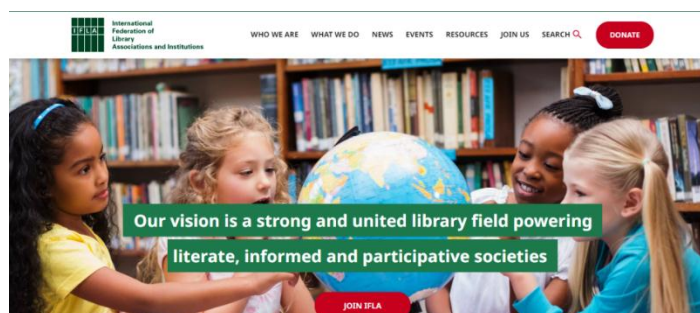 IFLA
International
Federation of
Library
Associations and Institutions
WHO WE ARE
WHAT WE DO
NEWS
EVENTS
RESOURCES
JOIN US
SEARCH
DONATE
Our vision is a strong and united library field powering
literate, informed and participative societies
JOIN IFLA